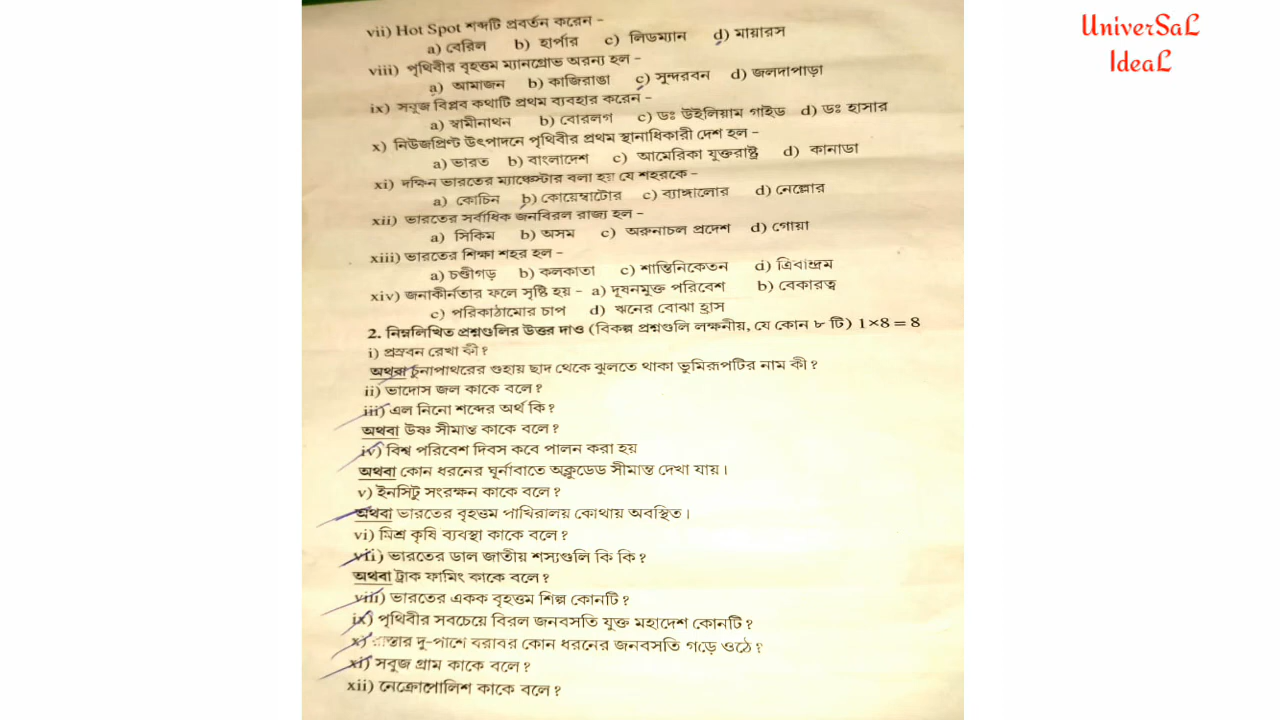 vii) Hot Spot শব্দটি প্রবর্তন করেন -
a) বেরিল b) হার্পার c) লিডম্যান d) মায়ারস
viii) পৃথিবীর বৃহত্তম ম্যানগ্রোভ অরন্য হল -
a) আমাজন b) কাজিরাঙা c) সুন্দরবন d) জলদাপাড়া
ix) সবুজ বিপ্লব কথাটি প্রথম ব্যবহার করেন -
a) স্বামীনাথন b) বোরলগ c) ডঃ উইলিয়াম গাইড d) ডঃ হাসার
x) নিউজপ্রিণ্ট উৎপাদনে পৃথিবীর প্রথম স্থানাধিকারী দেশ হল -
a) ভারত b) বাংলাদেশ c) আমেরিকা যুক্তরাষ্ট্র d) কানাডা
xi) দক্ষিন ভারতের ম্যাঞ্চেস্টার বলা হয় যে শহরকে -
a) কোচিন b) কোয়েম্বাটোর c) ব্যাঙ্গালোর d) নেল্লোর
xii) ভারতের সর্বাধিক জনবিরল রাজ্য হল -
a) সিকিম b) অসম c) অরুনাচল প্রদেশ d) গোয়া
xiii) ভারতের শিক্ষা শহর হল -
a) চণ্ডীগড় b) কলকাতা c) শান্তিনিকেতন d) ত্রিবান্দ্রম
xiv) জনাকীর্নতার ফলে সৃষ্টি হয় - a) দূষনমুক্ত পরিবেশ b) বেকারত্ব
c) পরিকাঠামোর চাপ d) ঋনের বোঝা হ্রাস
2. নিম্নলিখিত প্রশ্নগুলির উত্তর দাও (বিকল্প প্রশ্নগুলি লক্ষনীয়, যে কোন ৮ টি) 1×8 = 8
i) প্রস্রবন রেখা কী ?
অথবা চুনাপাথরের গুহায় ছাদ থেকে ঝুলতে থাকা ভূমিরূপটির নাম কী ?
ii) ভাদোস জল কাকে বলে ?
iii) এল নিনো শব্দের অর্থ কি ?
অথবা উষ্ণ সীমান্ত কাকে বলে ?
iv) বিশ্ব পরিবেশ দিবস কবে পালন করা হয়
অথবা কোন ধরনের ঘূর্নাবাতে অক্লুডেড সীমান্ত দেখা যায়।
v) ইনসিটু সংরক্ষন কাকে বলে ?
অথবা ভারতের বৃহত্তম পাখিরালয় কোথায় অবস্থিত।
vi) মিশ্র কৃষি ব্যবস্থা কাকে বলে ?
vii) ভারতের ডাল জাতীয় শস্যগুলি কি কি ?
অথবা ট্রাক ফার্মিং কাকে বলে ?
viii) ভারতের একক বৃহত্তম শিল্প কোনটি ?
ix) পৃথিবীর সবচেয়ে বিরল জনবসতি যুক্ত মহাদেশ কোনটি ?
x) রাস্তার দু-পাশে বরাবর কোন ধরনের জনবসতি গড়ে ওঠে ?
xi) সবুজ গ্রাম কাকে বলে ?
xii) নেক্রোপোলিশ কাকে বলে ?
UniverSaL
IdeaL